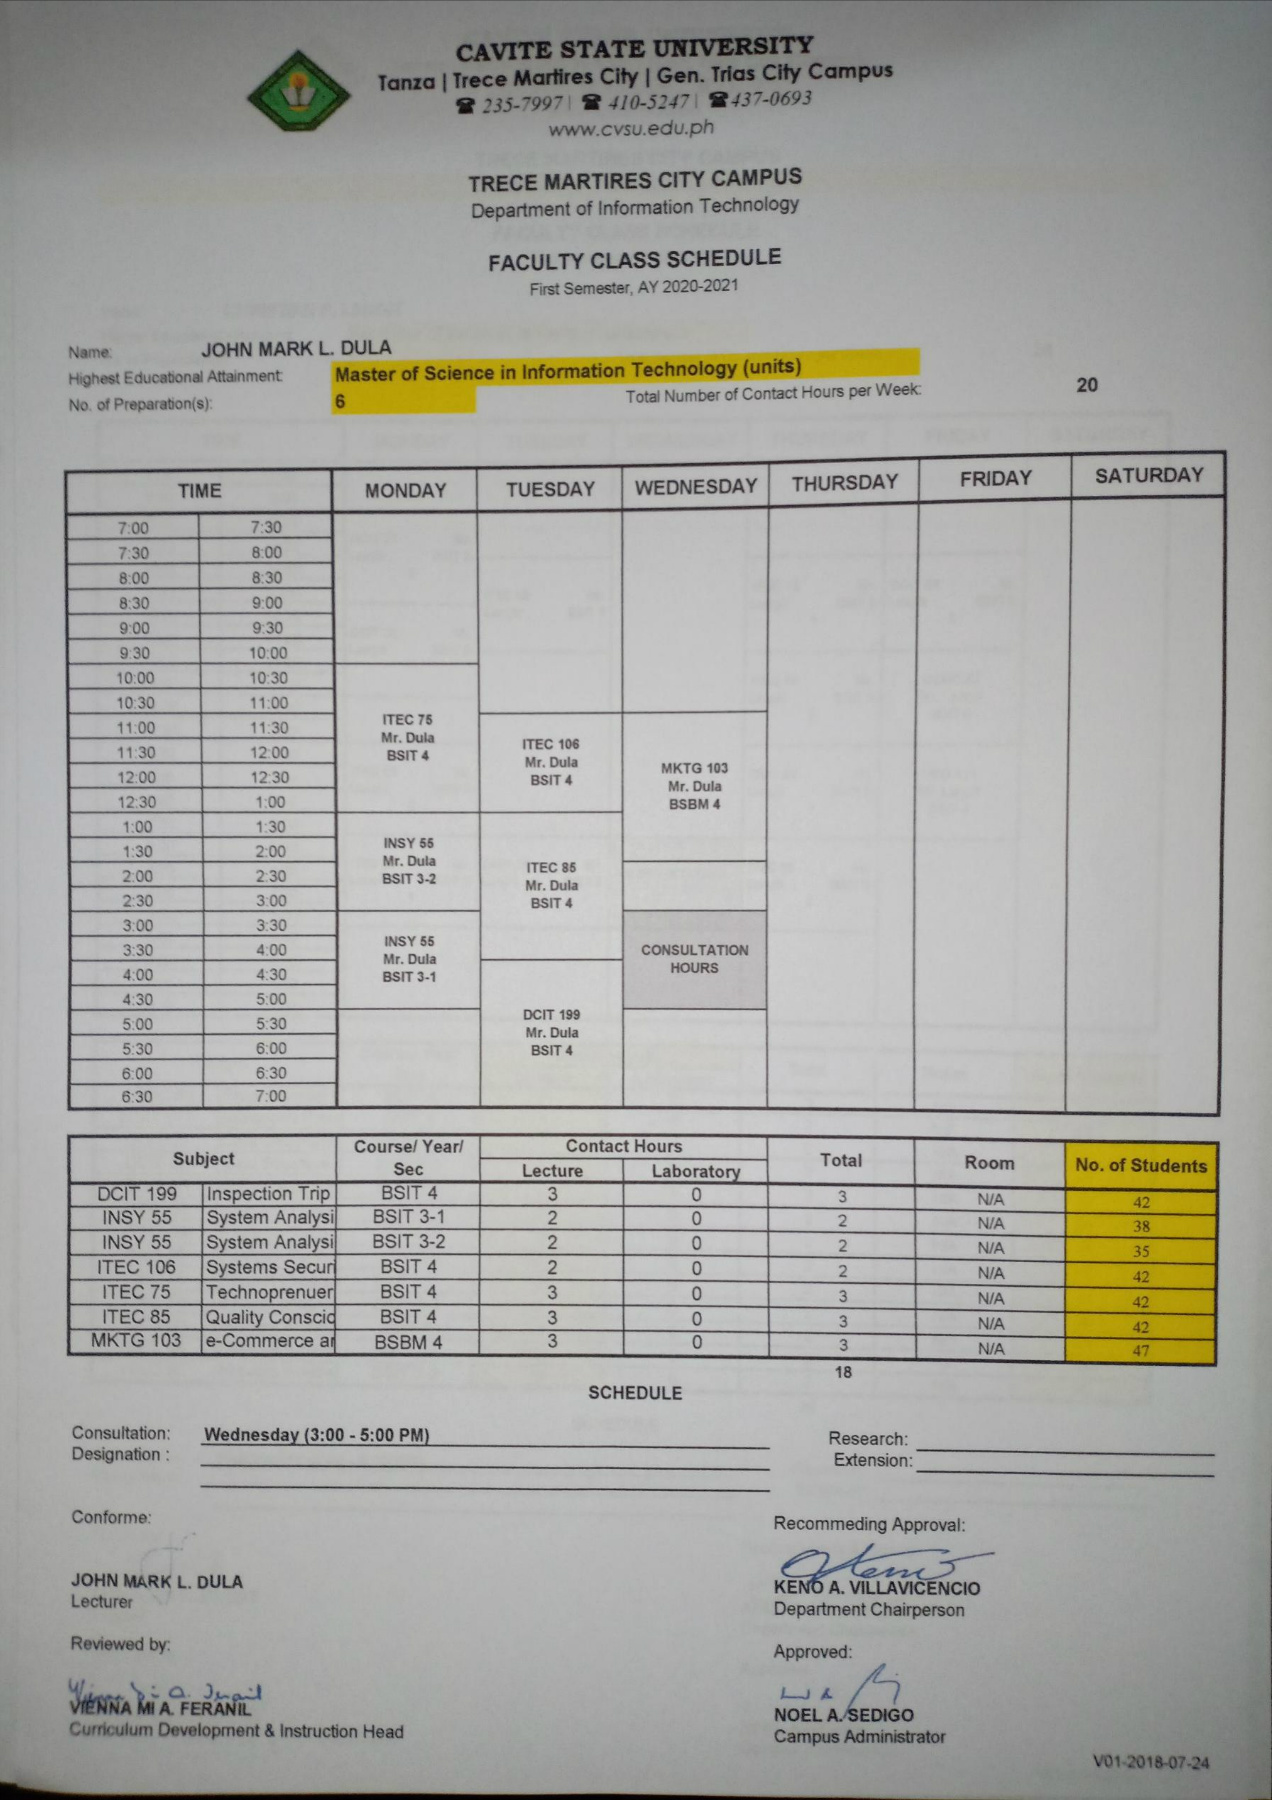 CAVITE STATE UNIVERSITY
Tanza | Trece Martires City | Gen. Trias City Campus
☎ 235-7997 | ☎ 410-5247 | ☎ 437-0693
www.cvsu.edu.ph
TRECE MARTIRES CITY CAMPUS
Department of Information Technology
FACULTY CLASS SCHEDULE
First Semester, AY 2020-2021
Name: JOHN MARK L. DULA
Highest Educational Attainment: Master of Science in Information Technology (units)
No. of Preparation(s): 6 Total Number of Contact Hours per Week: 20
TIME MONDAY TUESDAY WEDNESDAY THURSDAY FRIDAY SATURDAY
7:00 7:30
7:30 8:00
8:00 8:30
8:30 9:00
9:00 9:30
9:30 10:00
10:00 10:30
10:30 11:00
11:00 11:30
11:30 12:00
12:00 12:30
12:30 1:00
1:00 1:30
1:30 2:00
2:00 2:30
2:30 3:00
3:00 3:30
3:30 4:00
4:00 4:30
4:30 5:00
5:00 5:30
5:30 6:00
6:00 6:30
6:30 7:00
ITEC 75
Mr. Dula
BSIT 4
INSY 55
Mr. Dula
BSIT 3-2
INSY 55
Mr. Dula
BSIT 3-1
ITEC 106
Mr. Dula
BSIT 4
ITEC 85
Mr. Dula
BSIT 4
DCIT 199
Mr. Dula
BSIT 4
MKTG 103
Mr. Dula
BSBM 4
CONSULTATION
HOURS
Subject Course/ Year/ Sec Contact Hours Total Room No. of Students
Lecture Laboratory
DCIT 199 Inspection Trip BSIT 4 3 0 3 N/A 42
INSY 55 System Analysi BSIT 3-1 2 0 2 N/A 38
INSY 55 System Analysi BSIT 3-2 2 0 2 N/A 35
ITEC 106 Systems Secur BSIT 4 2 0 2 N/A 42
ITEC 75 Technoprenuer BSIT 4 3 0 3 N/A 42
ITEC 85 Quality Conscio BSIT 4 3 0 3 N/A 42
MKTG 103 e-Commerce ar BSBM 4 3 0 3 N/A 47
18
SCHEDULE
Consultation: Wednesday (3:00 - 5:00 PM) Research:
Designation : Extension:
Conforme:
JOHN MARK L. DULA
Lecturer
Recommeding Approval:
KENO A. VILLAVICENCIO
Department Chairperson
Reviewed by:
VIENNA MI A. FERANIL
Curriculum Development & Instruction Head
Approved:
NOEL A. SEDIGO
Campus Administrator
V01-2018-07-24